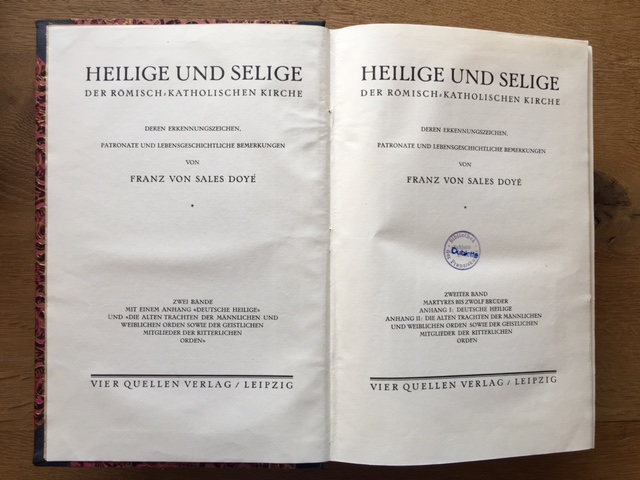 HEILIGE UND SELIGE
DER RÖMISCH-KATHOLISCHEN KIRCHE
DEREN ERKENNUNGSZEICHEN,
PATRONATE UND LEBENSGESCHICHTLICHE BEMERKUNGEN
VON
FRANZ VON SALES DOYÉ
*
ZWEI BÄNDE
MIT EINEM ANHANG »DEUTSCHE HEILIGE«
UND »DIE ALTEN TRACHTEN DER MÄNNLICHEN UND
WEIBLICHEN ORDEN SOWIE DER GEISTLICHEN
MITGLIEDER DER RITTERLICHEN
ORDEN«
VIER QUELLEN VERLAG / LEIPZIG
HEILIGE UND SELIGE
DER RÖMISCH-KATHOLISCHEN KIRCHE
DEREN ERKENNUNGSZEICHEN,
PATRONATE UND LEBENSGESCHICHTLICHE BEMERKUNGEN
VON
FRANZ VON SALES DOYÉ
*
Bibliothek
Dublette
ZWEITER BAND
MARTYRES BIS ZWÖLF BRÜDER
ANHANG I: DEUTSCHE HEILIGE
ANHANG II: DIE ALTEN TRACHTEN DER MÄNNLICHEN
UND WEIBLICHEN ORDEN SOWIE DER GEISTLICHEN
MITGLIEDER DER RITTERLICHEN
ORDEN
VIER QUELLEN VERLAG / LEIPZIG